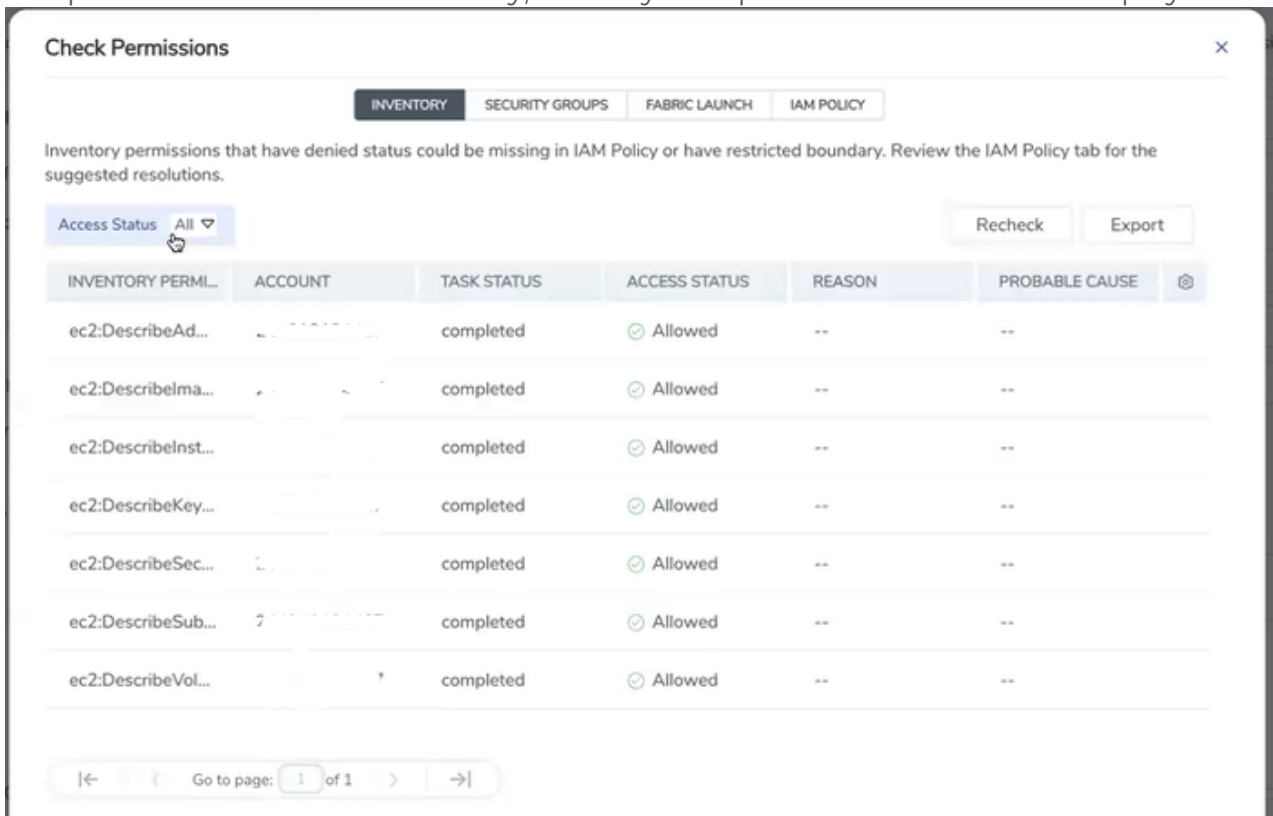 Check Permissions
INVENTORY SECURITY GROUPS FABRIC LAUNCH IAM POLICY
Inventory permissions that have denied status could be missing in IAM Policy or have restricted boundary. Review the IAM Policy tab for the
suggested resolutions.
Access Status All
Recheck Export
INVENTORY PERMI... ACCOUNT TASK STATUS ACCESS STATUS REASON PROBABLE CAUSE
ec2:DescribeAd... completed Allowed -- --
ec2:DescribeIma... completed Allowed -- --
ec2:DescribeInst... completed Allowed -- --
ec2:DescribeKey... completed Allowed -- --
ec2:DescribeSec... completed Allowed -- --
ec2:DescribeSub... completed Allowed -- --
ec2:DescribeVol... completed Allowed -- --
Go to page: 1 of 1